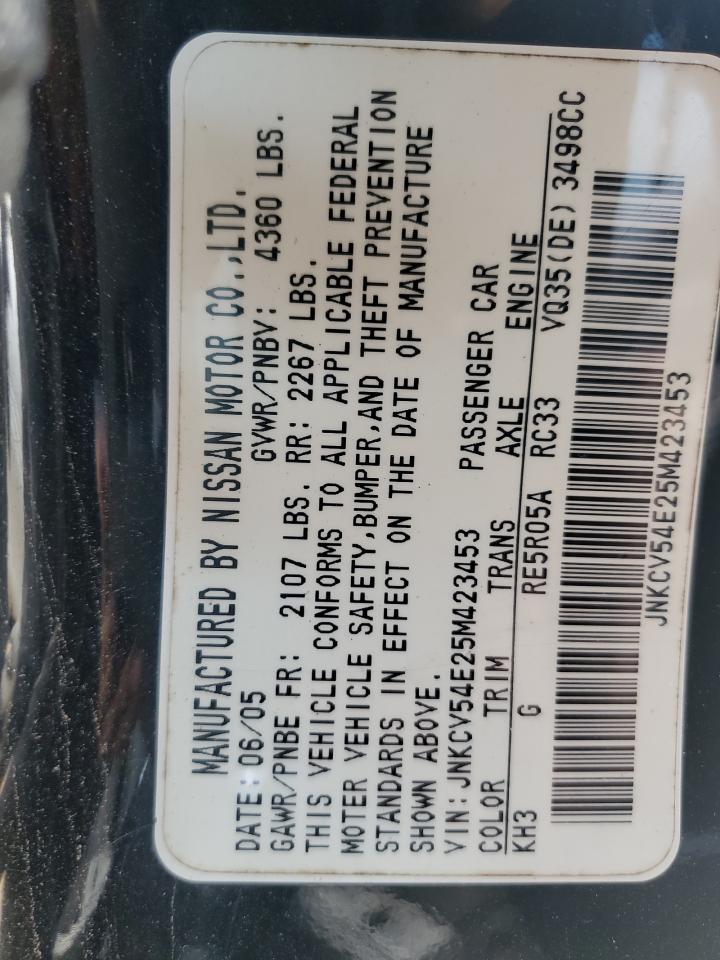 MANUFACTURED BY NISSAN MOTOR CO.,LTD.
DATE: 06/05 GVWR/PNBV: 4360 LBS.
GAWR/PNBE FR: 2107 LBS. RR: 2267 LBS.
THIS VEHICLE CONFORMS TO ALL APPLICABLE FEDERAL
MOTER VEHICLE SAFETY,BUMPER,AND THEFT PREVENTION
STANDARDS IN EFFECT ON THE DATE OF MANUFACTURE
SHOWN ABOVE.
VIN: JNKCV54E25M423453 PASSENGER CAR
COLOR TRIM TRANS AXLE ENGINE
KH3 G RE5R05A RC33 VQ35(DE) 3498CC
JNKCV54E25M423453